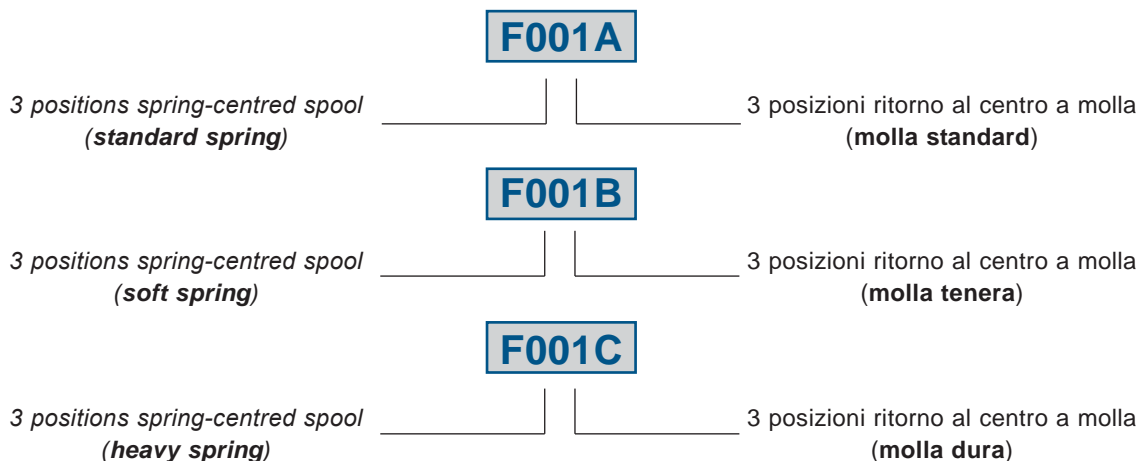 F001A
3 positions spring-centred spool
(standard spring)
3 posizioni ritorno al centro a molla
(molla standard)
F001B
3 positions spring-centred spool
(soft spring)
3 posizioni ritorno al centro a molla
(molla tenera)
F001C
3 positions spring-centred spool
(heavy spring)
3 posizioni ritorno al centro a molla
(molla dura)